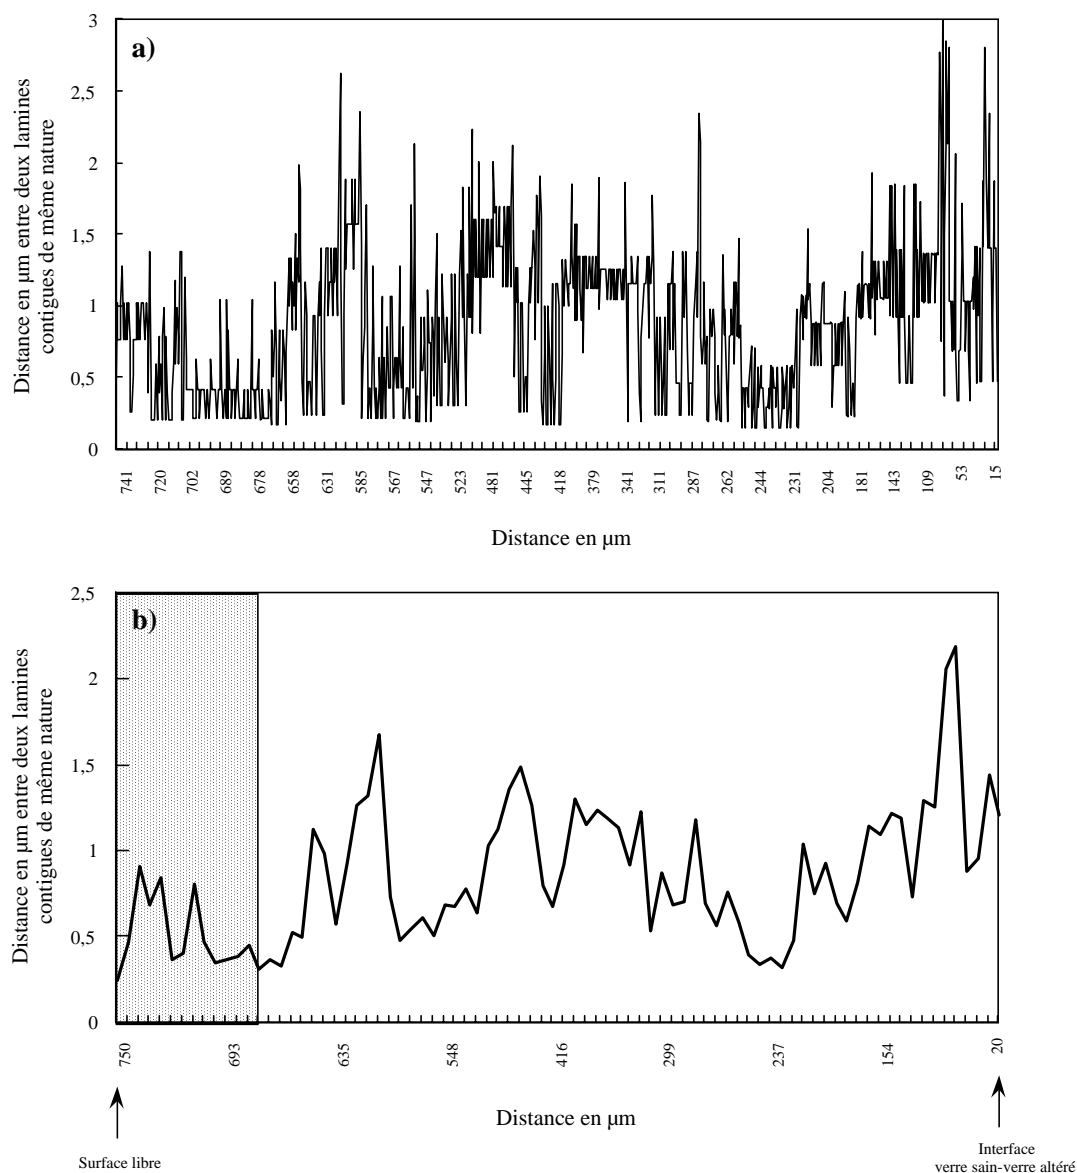 a)
3
2,5
2
1,5
1
0,5
0
Distance en µm entre deux lamines
contigues de même nature
741 720 702 689 678 658 631 585 567 547 523 481 445 418 379 341 311 287 262 244 231 204 181 143 109 53 15
Distance en µm
b)
2,5
2
1,5
1
0,5
0
Distance en µm entre deux lamines
contigues de même nature
750 693 635 548 416 299 237 154 20
Distance en µm
Surface libre
Interface
verre sain-verre altéré